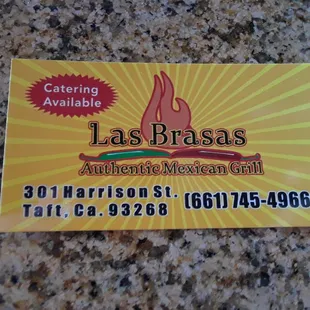 Catering
Available
Las Brasas
Authentic Mexican Grill
301 Harrison St.
Taft, Ca. 93268
(661) 745-4966